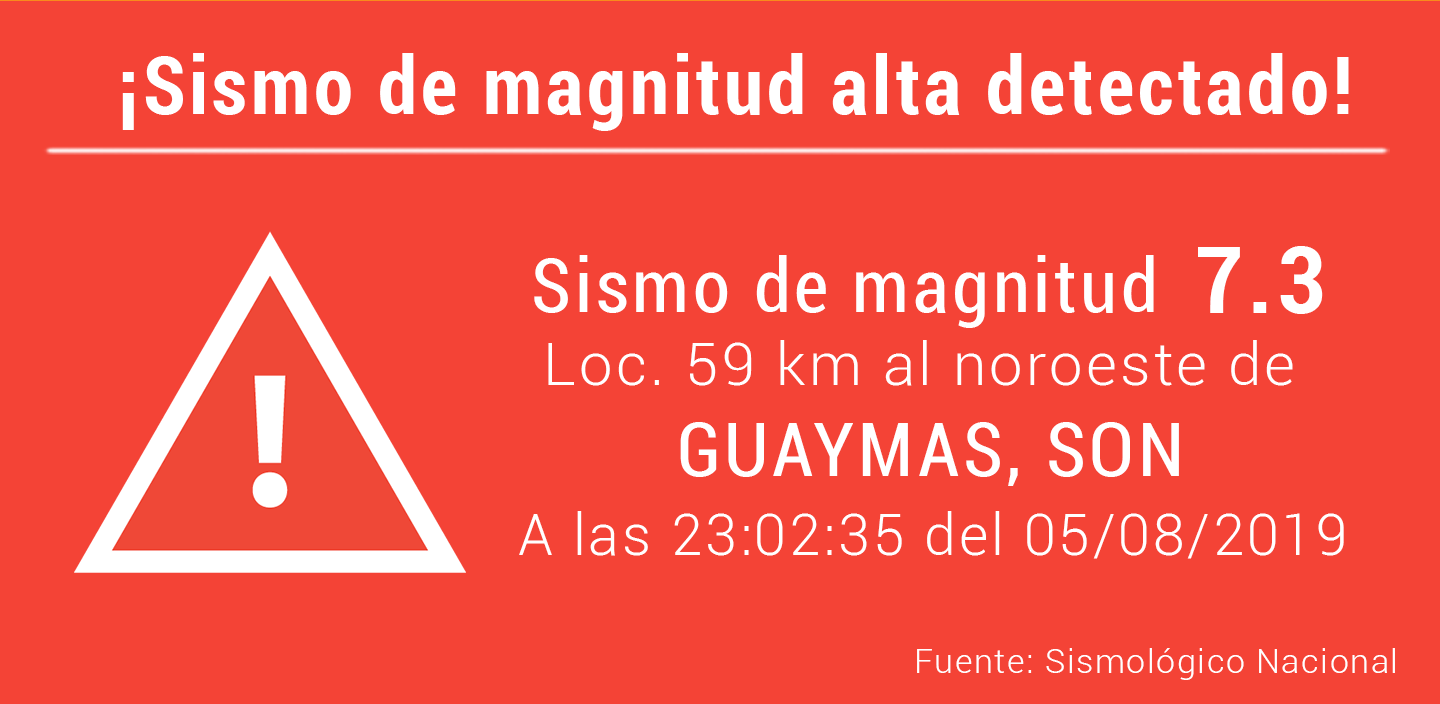 ¡Sismo de magnitud alta detectado!
Sismo de magnitud 7.3
Loc. 59 km al noroeste de
GUAYMAS, SON
A las 23:02:35 del 05/08/2019
Fuente: Sismológico Nacional